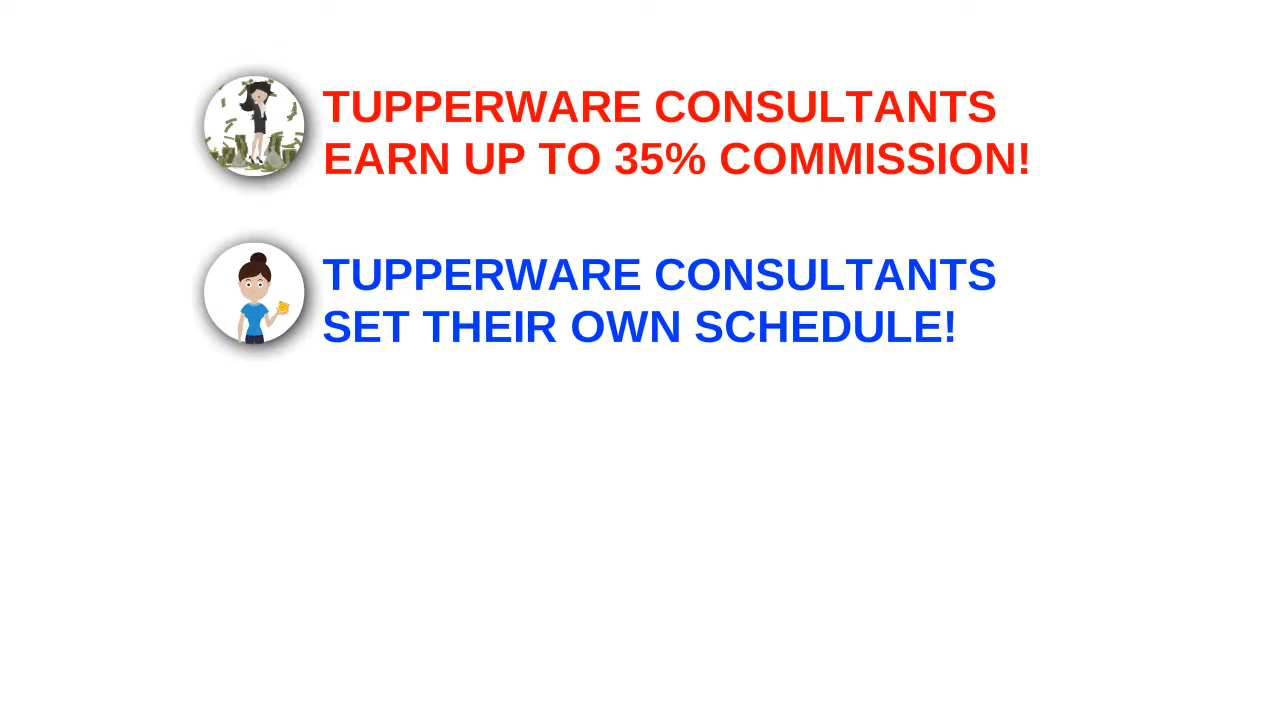 TUPPERWARE CONSULTANTS
EARN UP TO 35% COMMISSION!
TUPPERWARE CONSULTANTS
SET THEIR OWN SCHEDULE!